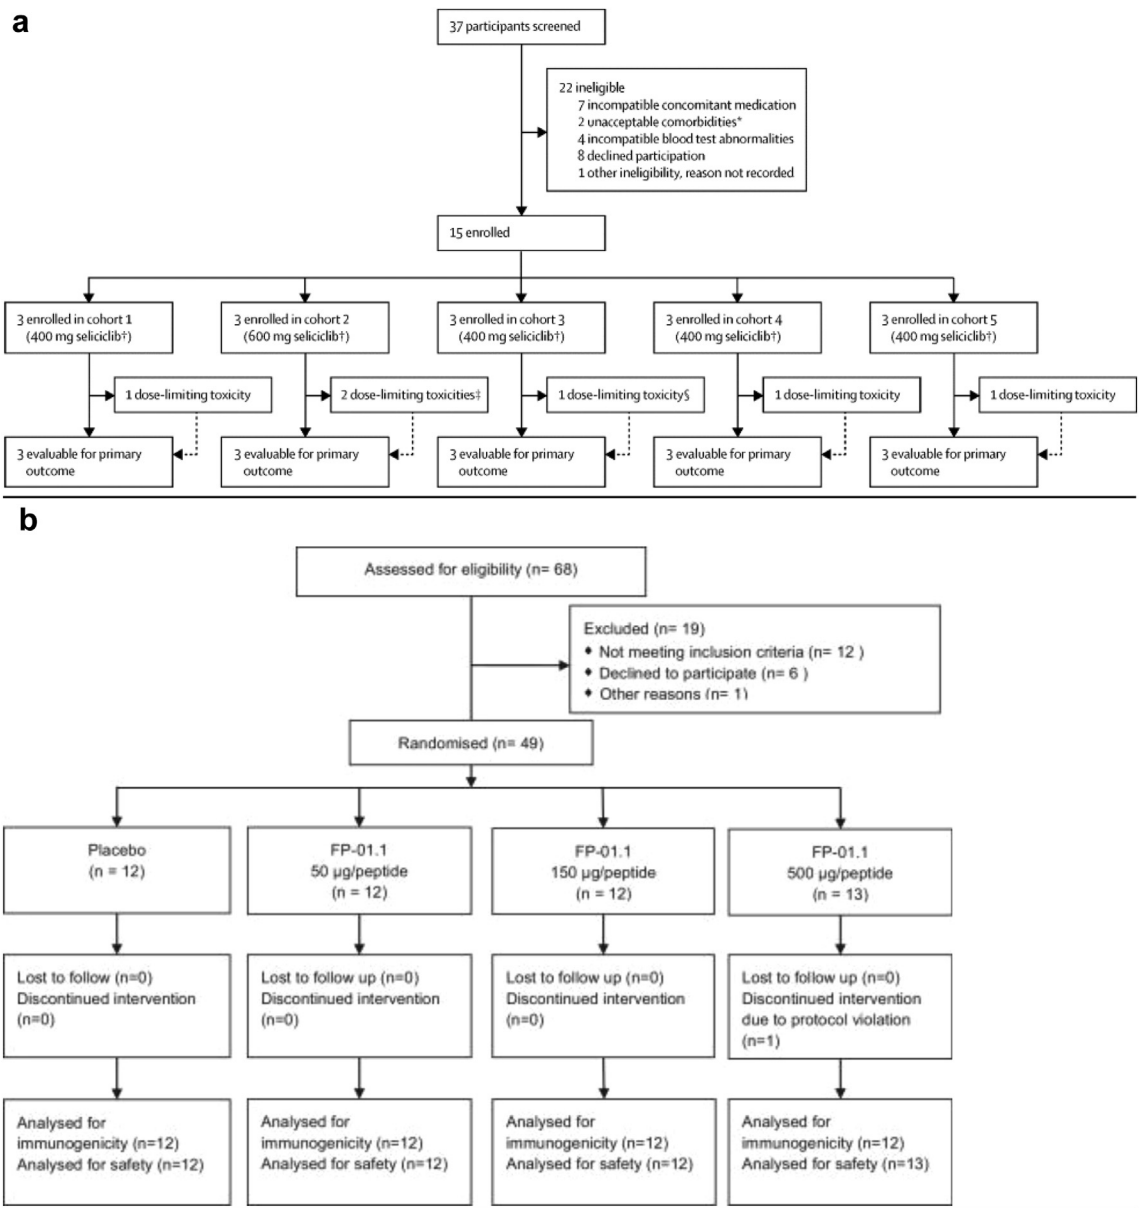 a
37 participants screened
22 ineligible
7 incompatible concomitant medication
2 unacceptable comorbidities*
4 incompatible blood test abnormalities
8 declined participation
1 other ineligibility, reason not recorded
15 enrolled
3 enrolled in cohort 1
(400 mg seliciclib†)
3 enrolled in cohort 2
(600 mg seliciclib†)
3 enrolled in cohort 3
(400 mg seliciclib†)
3 enrolled in cohort 4
(400 mg seliciclib†)
3 enrolled in cohort 5
(400 mg seliciclib†)
1 dose-limiting toxicity
2 dose-limiting toxicities‡
1 dose-limiting toxicity§
1 dose-limiting toxicity
1 dose-limiting toxicity
3 evaluable for primary
outcome
3 evaluable for primary
outcome
3 evaluable for primary
outcome
3 evaluable for primary
outcome
3 evaluable for primary
outcome
b
Assessed for eligibility (n= 68)
Excluded (n= 19)
♦ Not meeting inclusion criteria (n= 12 )
♦ Declined to participate (n= 6 )
♦ Other reasons (n= 1)
Randomised (n= 49)
Placebo
(n = 12)
FP-01.1
50 µg/peptide
(n = 12)
FP-01.1
150 µg/peptide
(n = 12)
FP-01.1
500 µg/peptide
(n = 13)
Lost to follow (n=0)
Discontinued intervention
(n=0)
Lost to follow up (n=0)
Discontinued intervention
(n=0)
Lost to follow up (n=0)
Discontinued intervention
(n=0)
Lost to follow up (n=0)
Discontinued intervention
due to protocol violation
(n=1)
Analysed for
immunogenicity (n=12)
Analysed for safety (n=12)
Analysed for
immunogenicity (n=12)
Analysed for safety (n=12)
Analysed for
immunogenicity (n=12)
Analysed for safety (n=12)
Analysed for
immunogenicity (n=12)
Analysed for safety (n=13)